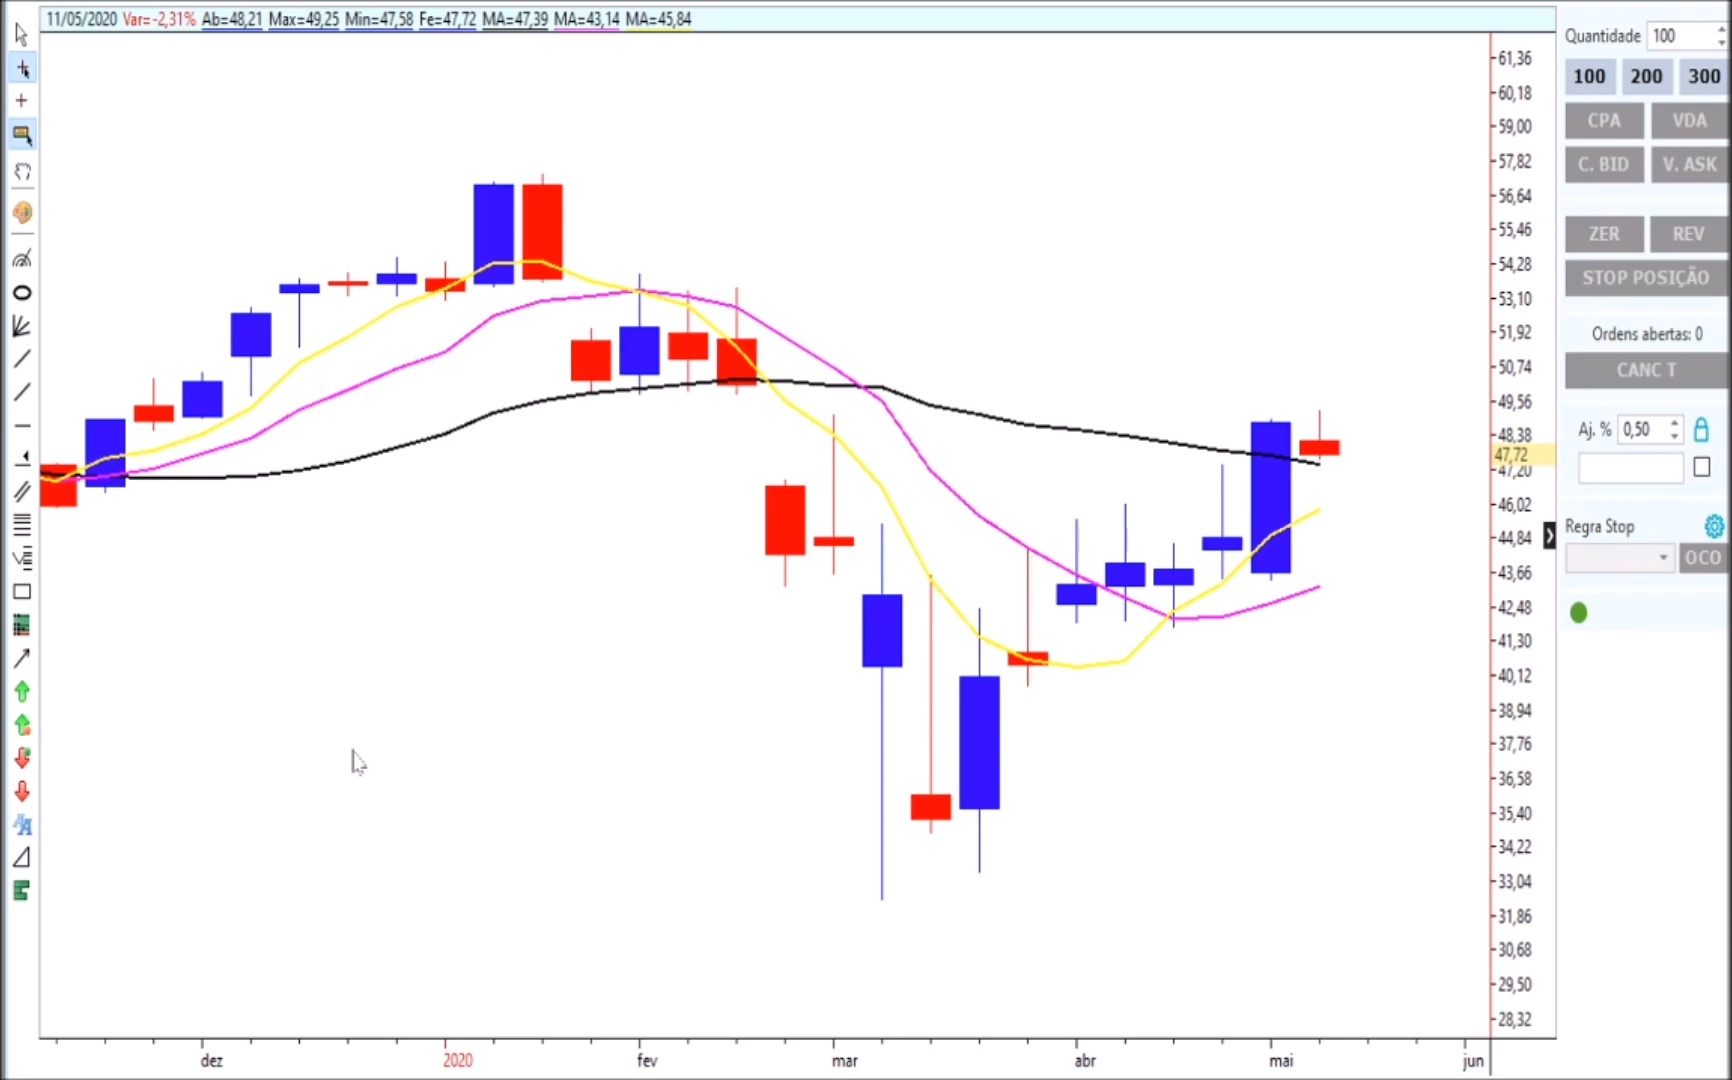 11/05/2020 Var=-2,31% Ab=48,21 Max=49,25 Min=47,58 Fe=47,72 MA=47,39 MA=43,14 MA=45,84
61,36
60,18
59,00
57,82
56,64
55,46
54,28
53,10
51,92
50,74
49,56
48,38
47,72
47,20
46,02
44,84
43,66
42,48
41,30
40,12
38,94
37,76
36,58
35,40
34,22
33,04
31,86
30,68
29,50
28,32
dez 2020 fev mar abr mai jun
Quantidade 100
100 200 300
CPA VDA
C. BID V. ASK
ZER REV
STOP POSIÇÃO
Ordens abertas: 0
CANC T
Aj. % 0,50
Regra Stop
OCO